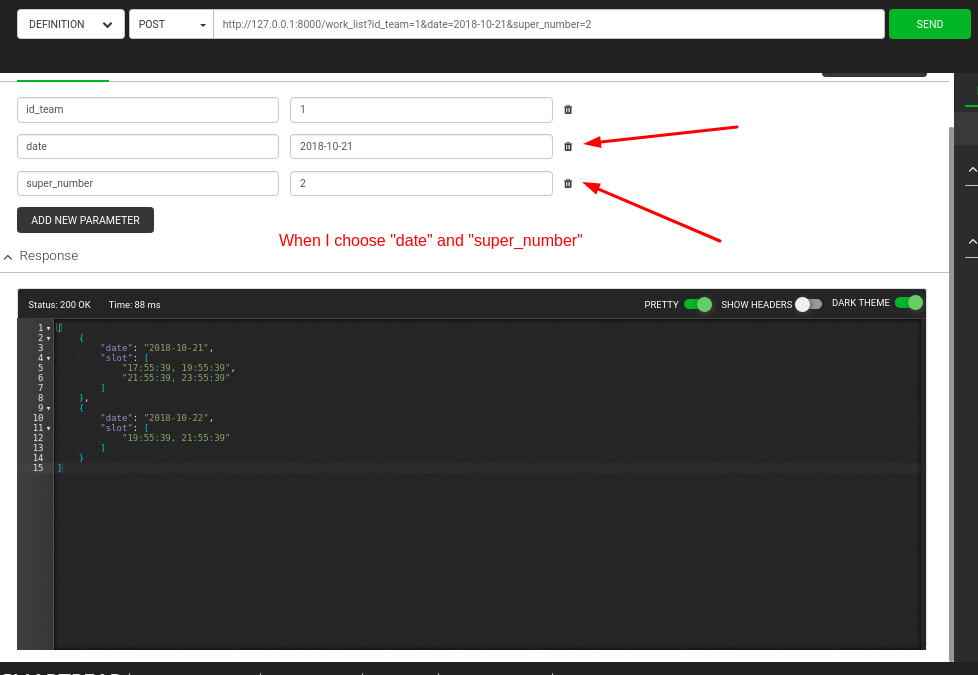 DEFINITION POST http://127.0.0.1:8000/work_list?id_team=1&date=2018-10-21&super_number=2 SEND
id_team 1
date 2018-10-21
super_number 2
ADD NEW PARAMETER
When I choose "date" and "super_number"
Response
Status: 200 OK Time: 88 ms PRETTY SHOW HEADERS DARK THEME
1 [
2 {
3 "date": "2018-10-21",
4 "slot": [
5 "17:55:39, 19:55:39",
6 "21:55:39, 23:55:39"
7 ]
8 },
9 {
10 "date": "2018-10-22",
11 "slot": [
12 "19:55:39, 21:55:39"
13 ]
14 }
15 ]